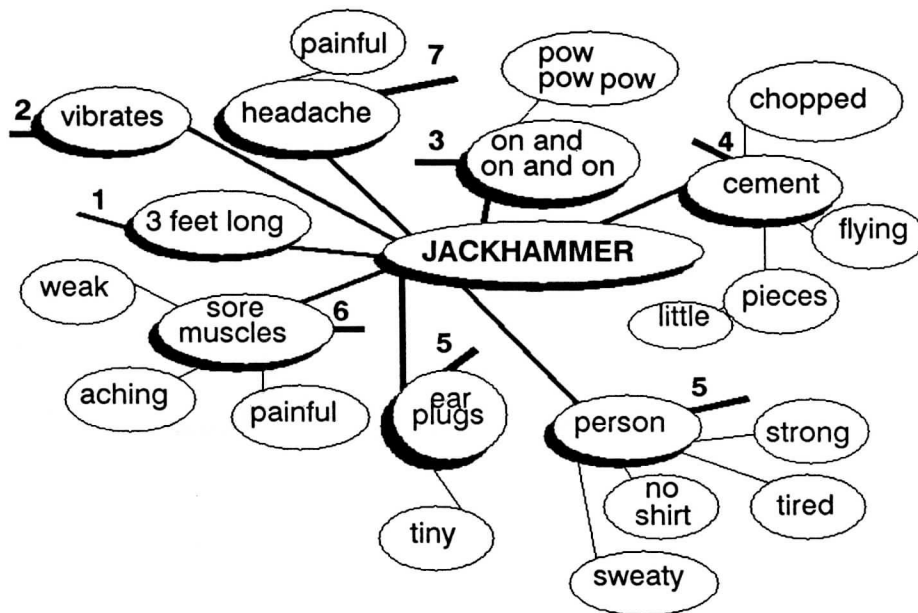 painful
7
pow
pow pow
chopped
2
vibrates
headache
3
on and
on and on
4
cement
1
3 feet long
flying
JACKHAMMER
weak
sore
muscles
6
little
pieces
5
aching
painful
ear
plugs
person
5
strong
no
shirt
tired
tiny
sweaty